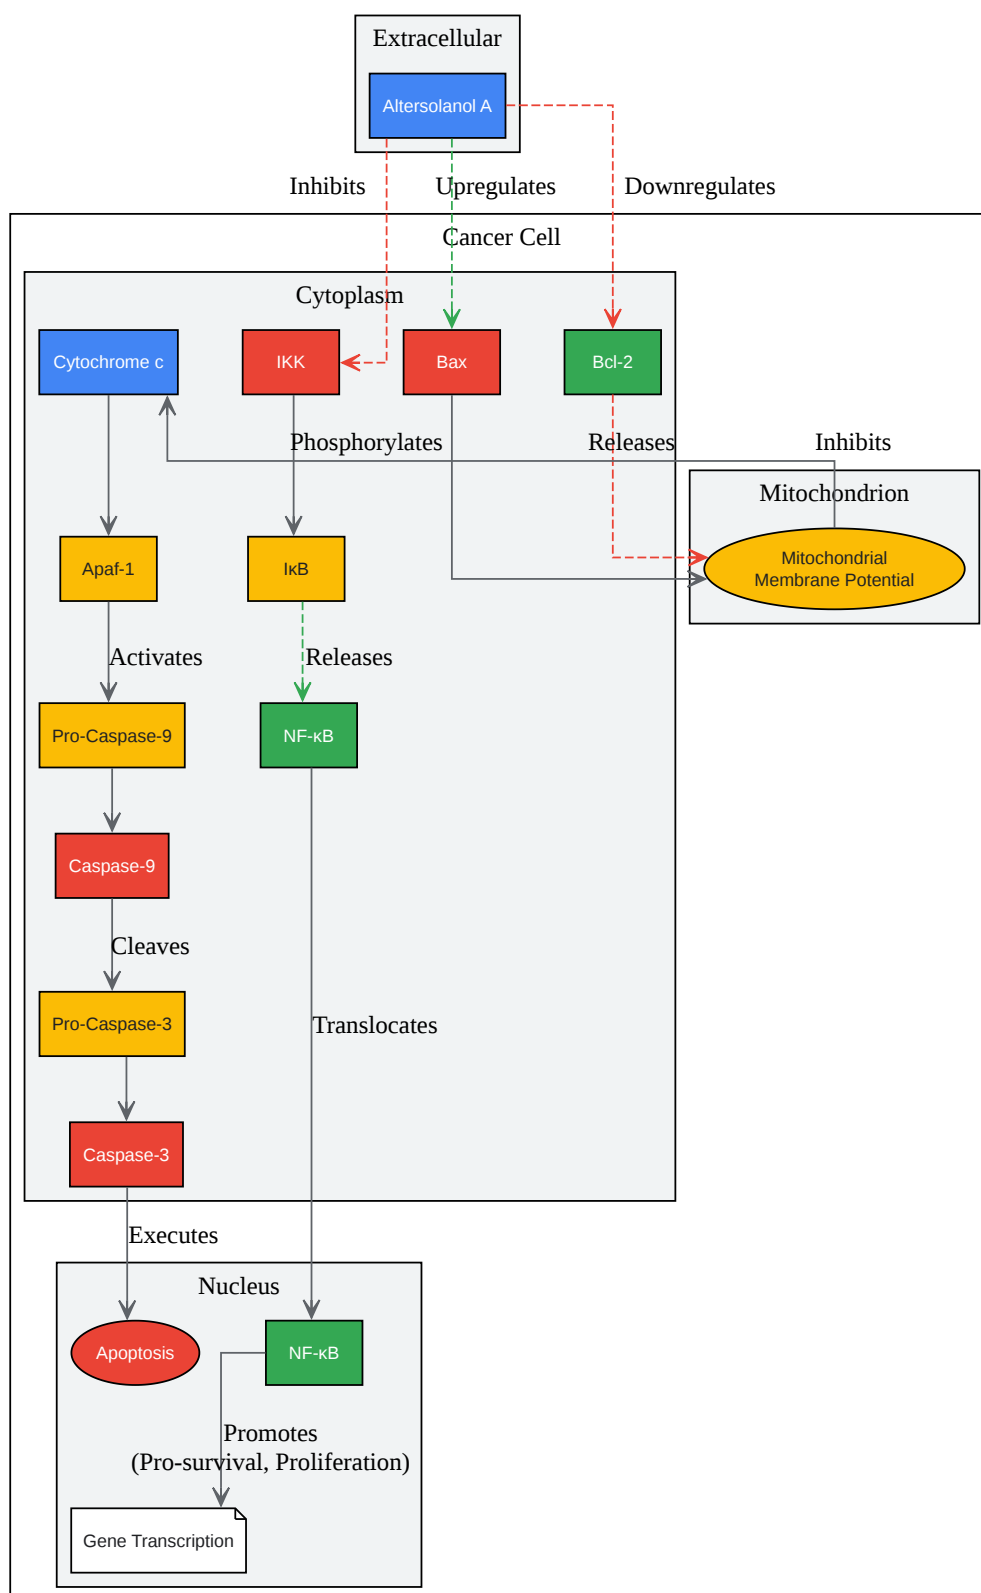 Extracellular
Altersolanol A
Inhibits
Upregulates
Downregulates
Cancer Cell
Cytoplasm
Cytochrome c
IKK
Bax
Bcl-2
Phosphorylates
Releases
Inhibits
Mitochondrion
Mitochondrial
Membrane Potential
Apaf-1
IκB
Activates
Releases
Pro-Caspase-9
NF-κB
Caspase-9
Cleaves
Pro-Caspase-3
Translocates
Caspase-3
Executes
Nucleus
Apoptosis
NF-κB
Promotes
(Pro-survival, Proliferation)
Gene Transcription